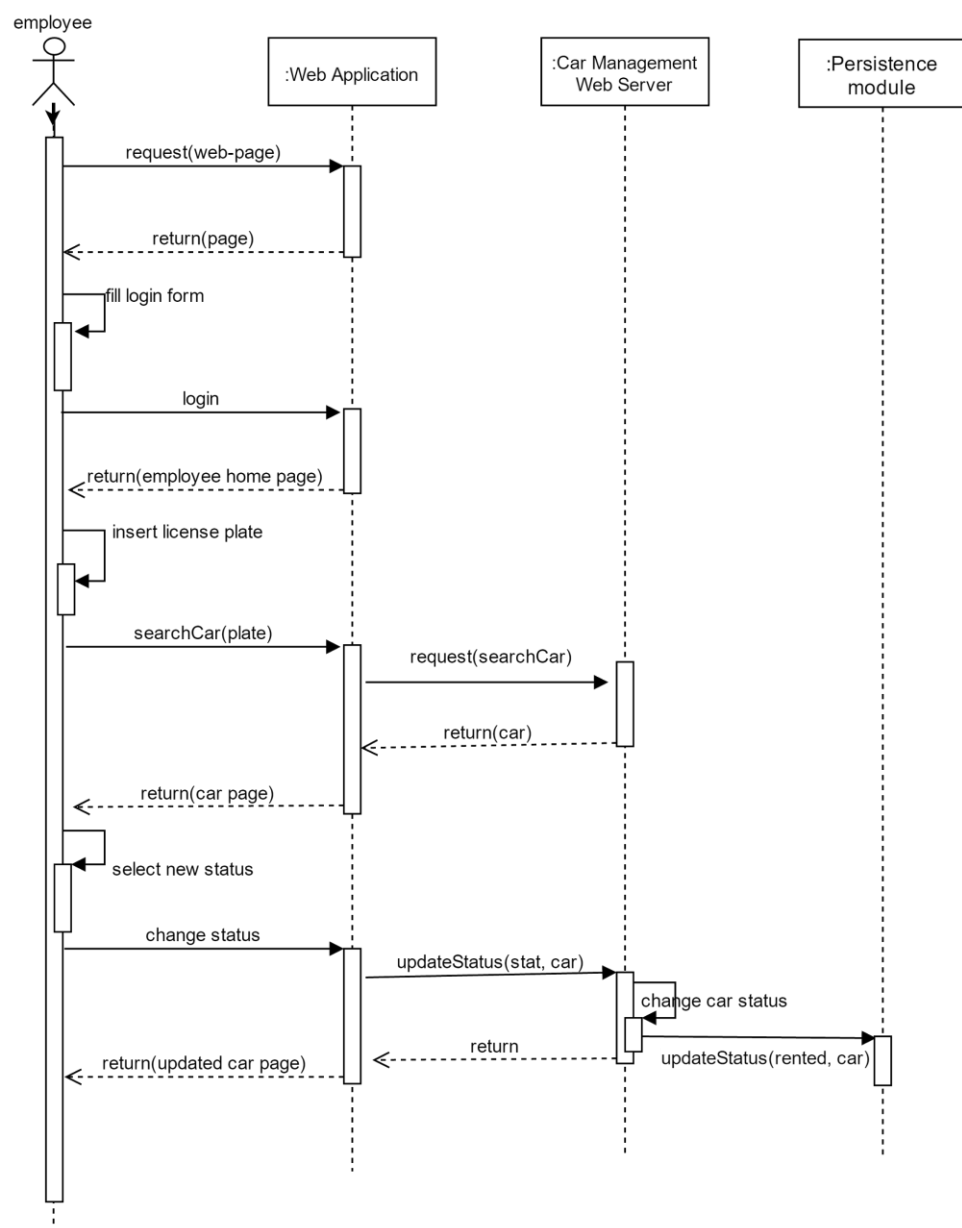 employee
:Web Application
:Car Management
Web Server
:Persistence
module
request(web-page)
return(page)
fill login form
login
return(employee home page)
insert license plate
searchCar(plate)
request(searchCar)
return(car)
return(car page)
select new status
change status
updateStatus(stat, car)
change car status
return
updateStatus(rented, car)
return(updated car page)